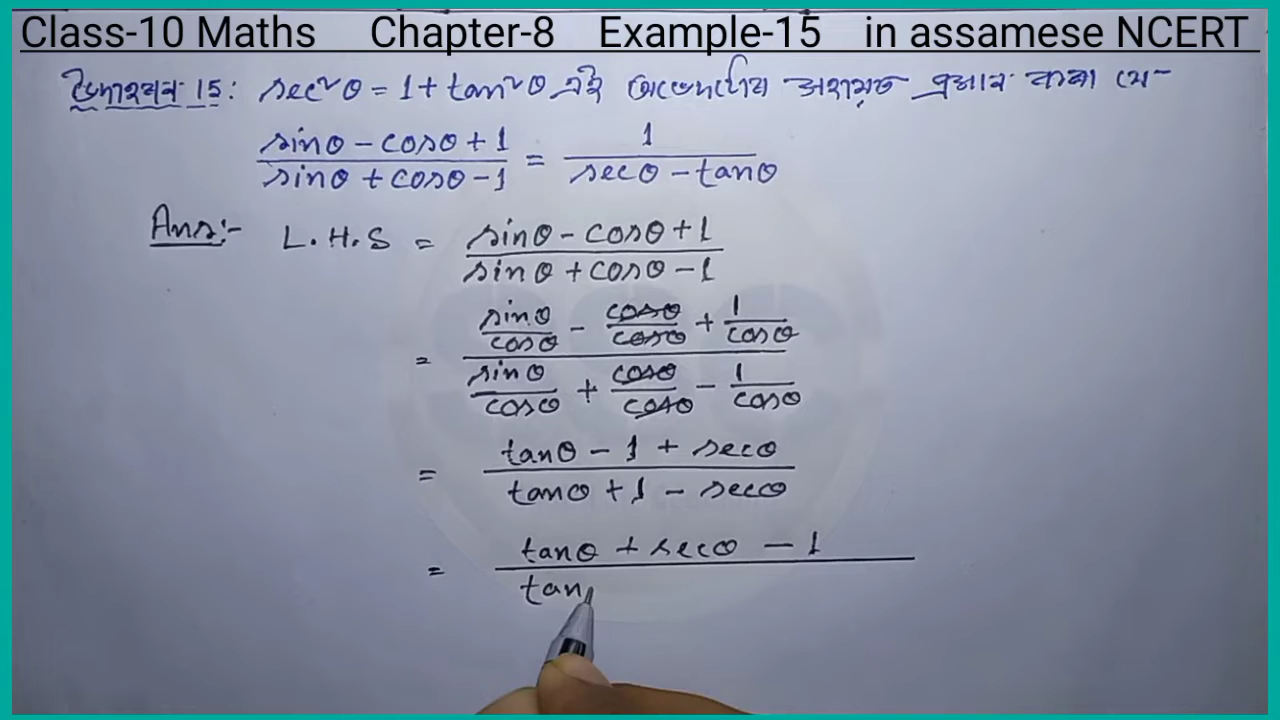 Class-10 Maths Chapter-8 Example-15 in assamese NCERT
উদাহৰণ 15: sec²θ = 1 + tan²θ এই অভেদটোৰ সহায়ত প্ৰমাণ কৰা যে-
sinθ - cosθ + 1 / sinθ + cosθ - 1 = 1 / secθ - tanθ
Ans:- L.H.S = sinθ - cosθ + 1 / sinθ + cosθ - 1
= sinθ/cosθ - cosθ/cosθ + 1/cosθ / sinθ/cosθ + cosθ/cosθ - 1/cosθ
= tanθ - 1 + secθ / tanθ + 1 - secθ
= tanθ + secθ - 1 / tan